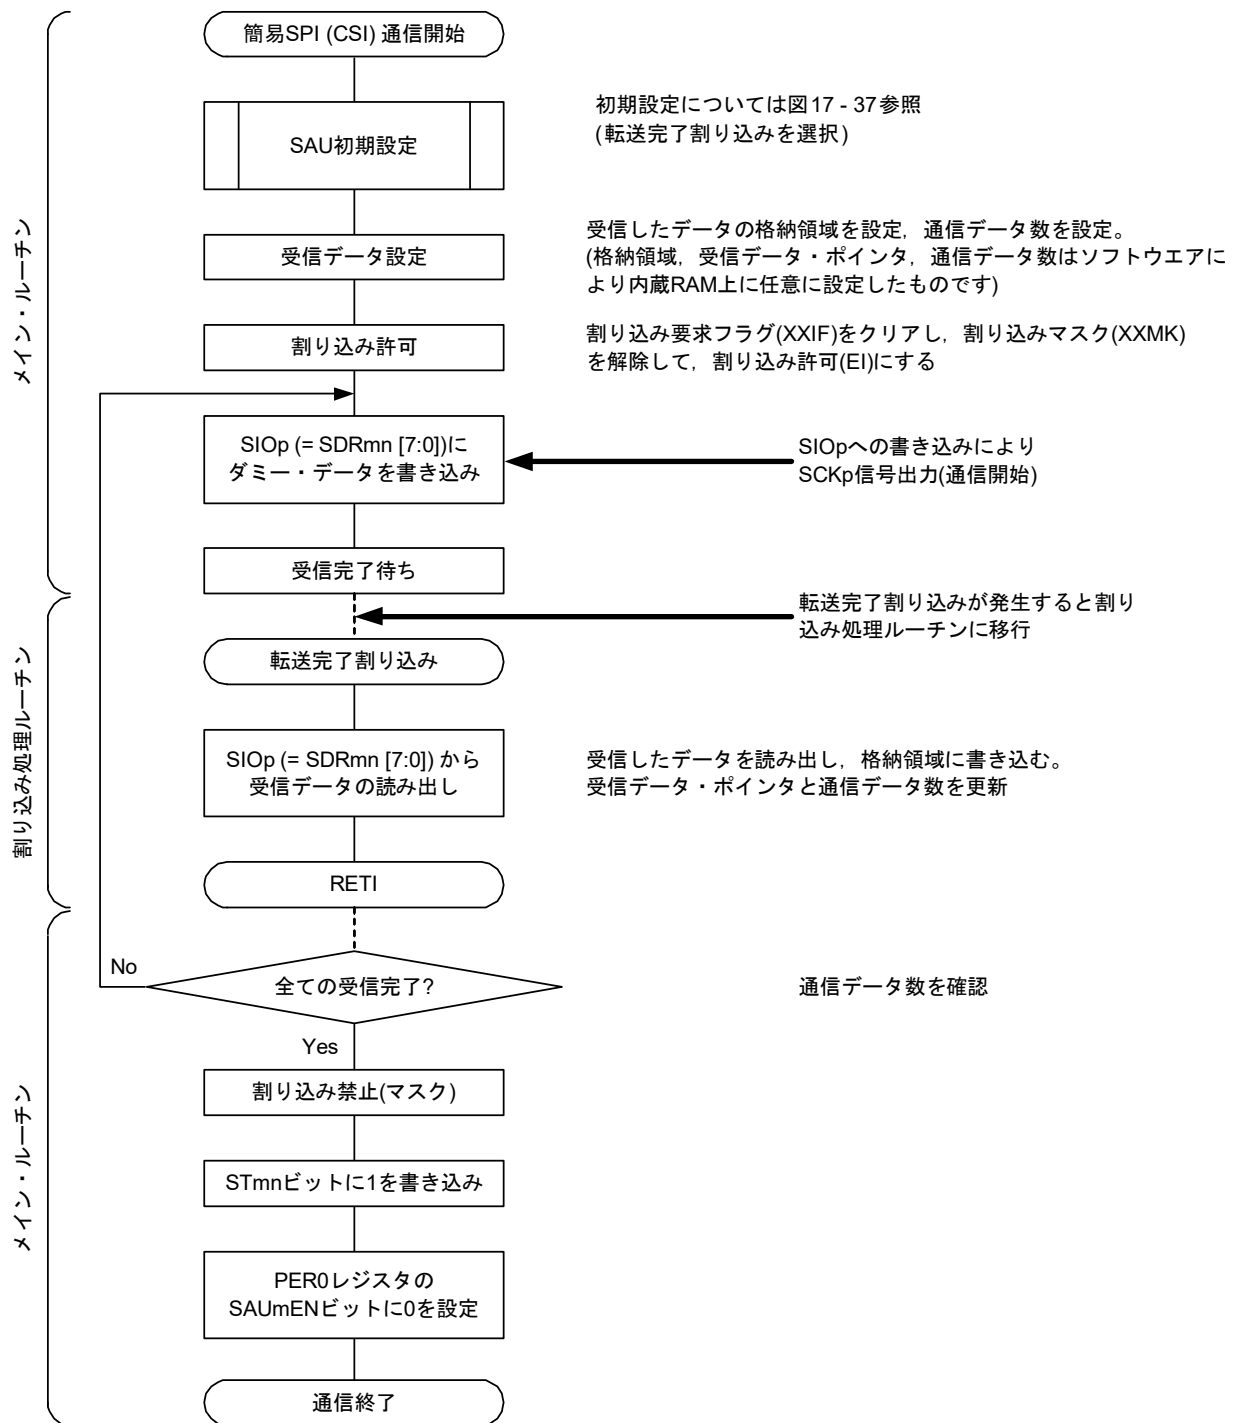 簡易SPI (CSI) 通信開始
SAU初期設定
初期設定については図17 - 37参照
(転送完了割り込みを選択)
受信データ設定
受信したデータの格納領域を設定，通信データ数を設定。
(格納領域，受信データ・ポインタ，通信データ数はソフトウエアに
より内蔵RAM上に任意に設定したものです)
割り込み許可
割り込み要求フラグ(XXIF)をクリアし，割り込みマスク(XXMK)
を解除して，割り込み許可(EI)にする
メイン・ルーチン
SIOp (= SDRmn [7:0])に
ダミー・データを書き込み
SIOpへの書き込みにより
SCKp信号出力(通信開始)
受信完了待ち
転送完了割り込みが発生すると割り
込み処理ルーチンに移行
転送完了割り込み
割り込み処理ルーチン
SIOp (= SDRmn [7:0]) から
受信データの読み出し
受信したデータを読み出し，格納領域に書き込む。
受信データ・ポインタと通信データ数を更新
RETI
No
全ての受信完了?
通信データ数を確認
Yes
割り込み禁止(マスク)
メイン・ルーチン
STmnビットに1を書き込み
PER0レジスタの
SAUmENビットに0を設定
通信終了